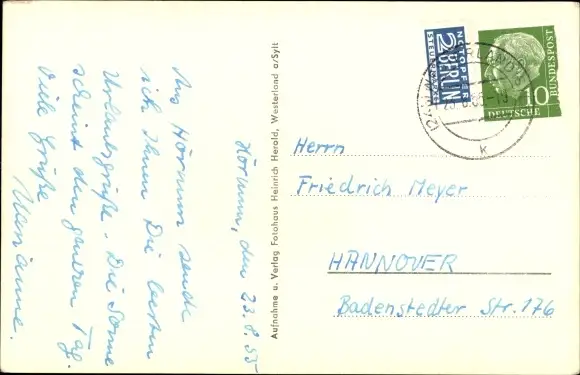 Hörnum, den 23.8.55
Aus Hörnum sende
ich Ihnen Die besten
Urlaubsgrüße. Die Sonne
scheint den ganzen Tag.
Viele Grüße
Aufnahme u. Verlag Fotohaus Heinrich Herold, Westerland a/Sylt
NOTOPFER
2 BERLIN
STEUERMARKE
DEUTSCHE
BUNDESPOST
10
k
Herrn
Friedrich Meyer
HANNOVER
Badenstedter Str. 176